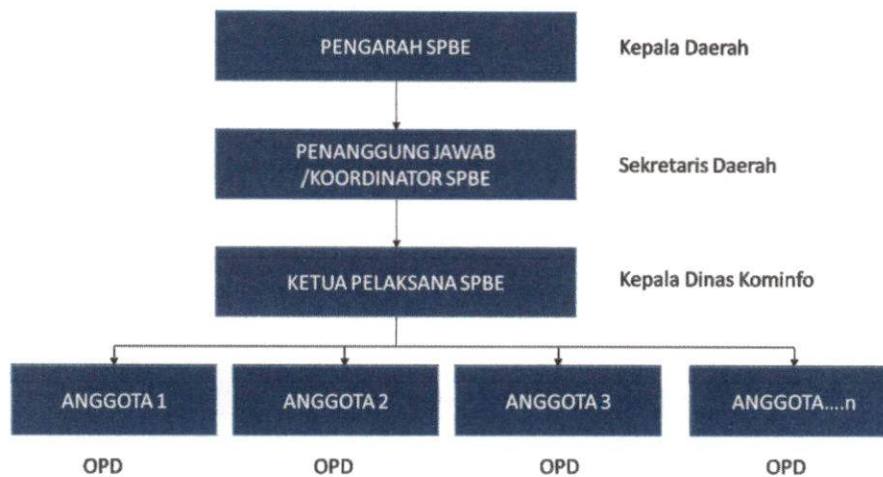 PENGARAH SPBE
Kepala Daerah
PENANGGUNG JAWAB
/KOORDINATOR SPBE
Sekretaris Daerah
KETUA PELAKSANA SPBE
Kepala Dinas Kominfo
ANGGOTA 1
ANGGOTA 2
ANGGOTA 3
ANGGOTA....n
OPD
OPD
OPD
OPD